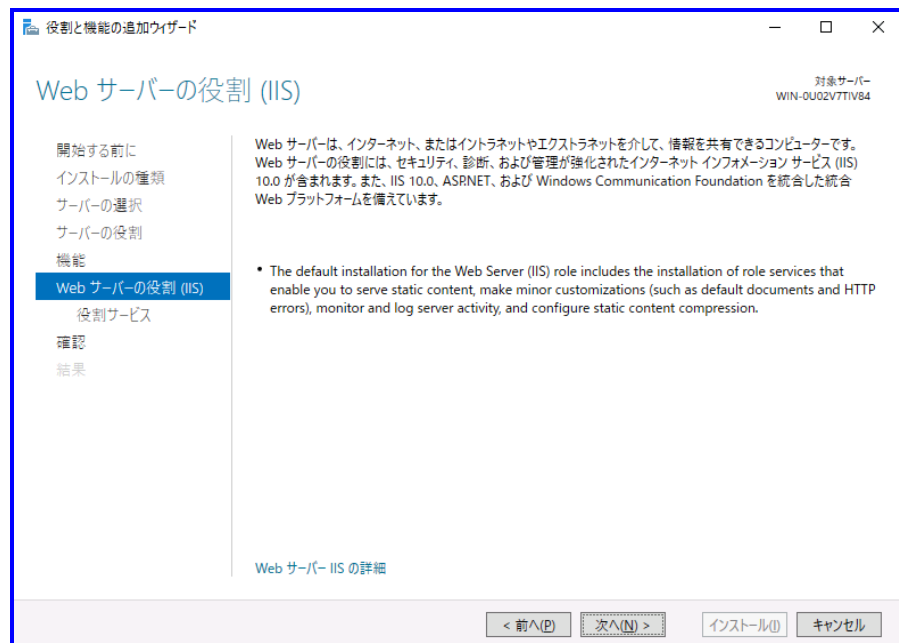 役割と機能の追加ウィザード
Web サーバーの役割 (IIS)
対象サーバー
WIN-0U02V7TIV84
開始する前に
インストールの種類
サーバーの選択
サーバーの役割
機能
Web サーバーの役割 (IIS)
役割サービス
確認
結果
Web サーバーは、インターネット、またはイントラネットやエクストラネットを介して、情報を共有できるコンピューターです。
Web サーバーの役割には、セキュリティ、診断、および管理が強化されたインターネット インフォメーション サービス (IIS)
10.0 が含まれます。また、IIS 10.0、ASP.NET、および Windows Communication Foundation を統合した統合
Web プラットフォームを備えています。
• The default installation for the Web Server (IIS) role includes the installation of role services that
enable you to serve static content, make minor customizations (such as default documents and HTTP
errors), monitor and log server activity, and configure static content compression.
Web サーバー IIS の詳細
< 前へ(P)
次へ(N) >
インストール(I)
キャンセル